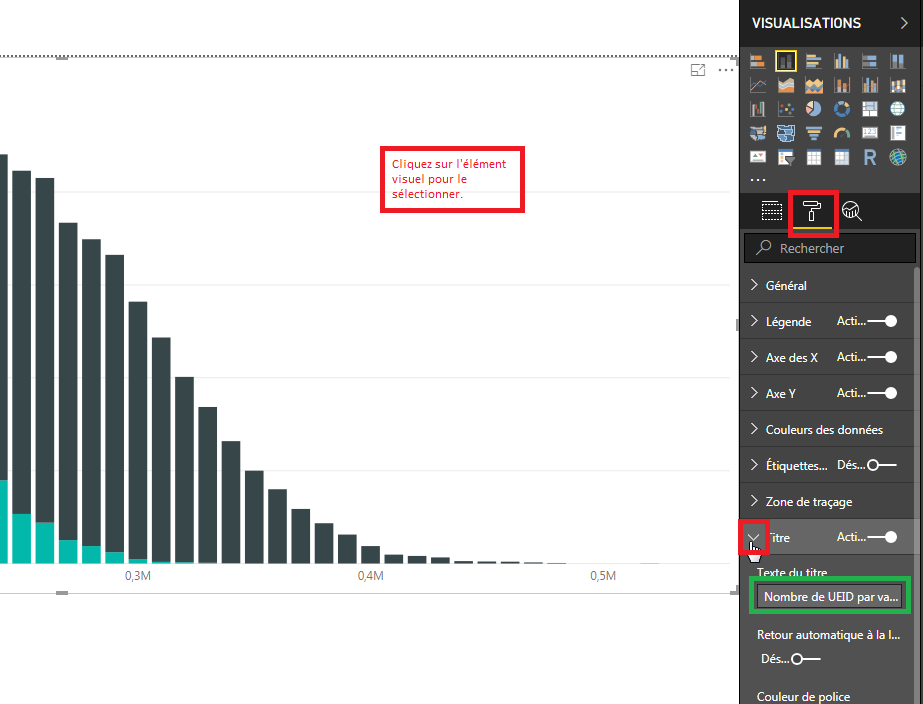 VISUALISATIONS
Cliquez sur l'élément
visuel pour le
sélectionner.
123
R
...
Rechercher
Général
Légende Acti...
Axe des X Acti...
Axe Y Acti...
Couleurs des données
Étiquettes... Dés...
Zone de traçage
Titre Acti...
Texte du titre
Nombre de UEID par va...
Retour automatique à la l...
Dés...
Couleur de police
0,3M 0,4M 0,5M